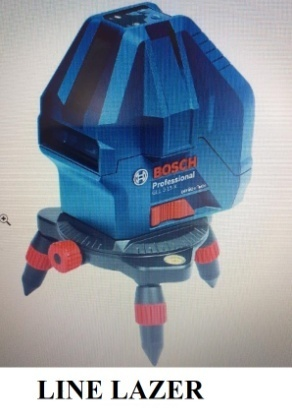 BOSCH
Professional
LINE LAZER